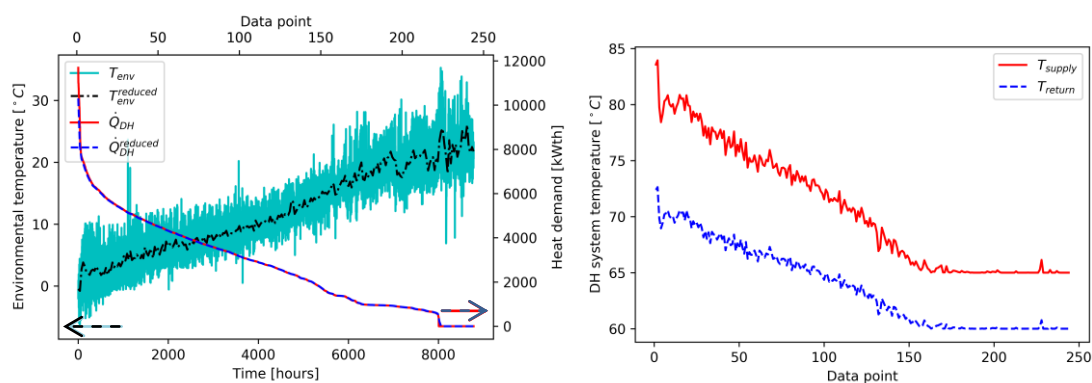 Data point
0 50 100 150 200 250
Environmental temperature [°C]
30
20
10
0
T_env
T_env^reduced
Q̇_DH
Q̇_DH^reduced
12000
10000
8000
6000
4000
2000
0
Heat demand [kWth]
0 2000 4000 6000 8000
Time [hours]
DH system temperature [°C]
85
80
75
70
65
60
T_supply
T_return
0 50 100 150 200 250
Data point